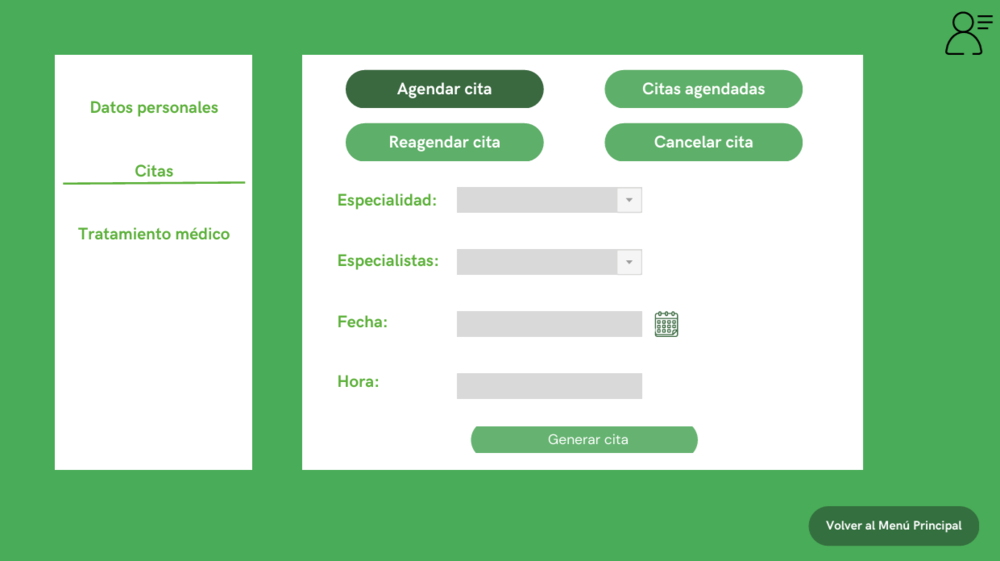 Datos personales
Citas
Tratamiento médico
Agendar cita
Citas agendadas
Reagendar cita
Cancelar cita
Especialidad:
Especialistas:
Fecha:
Hora:
Generar cita
Volver al Menú Principal